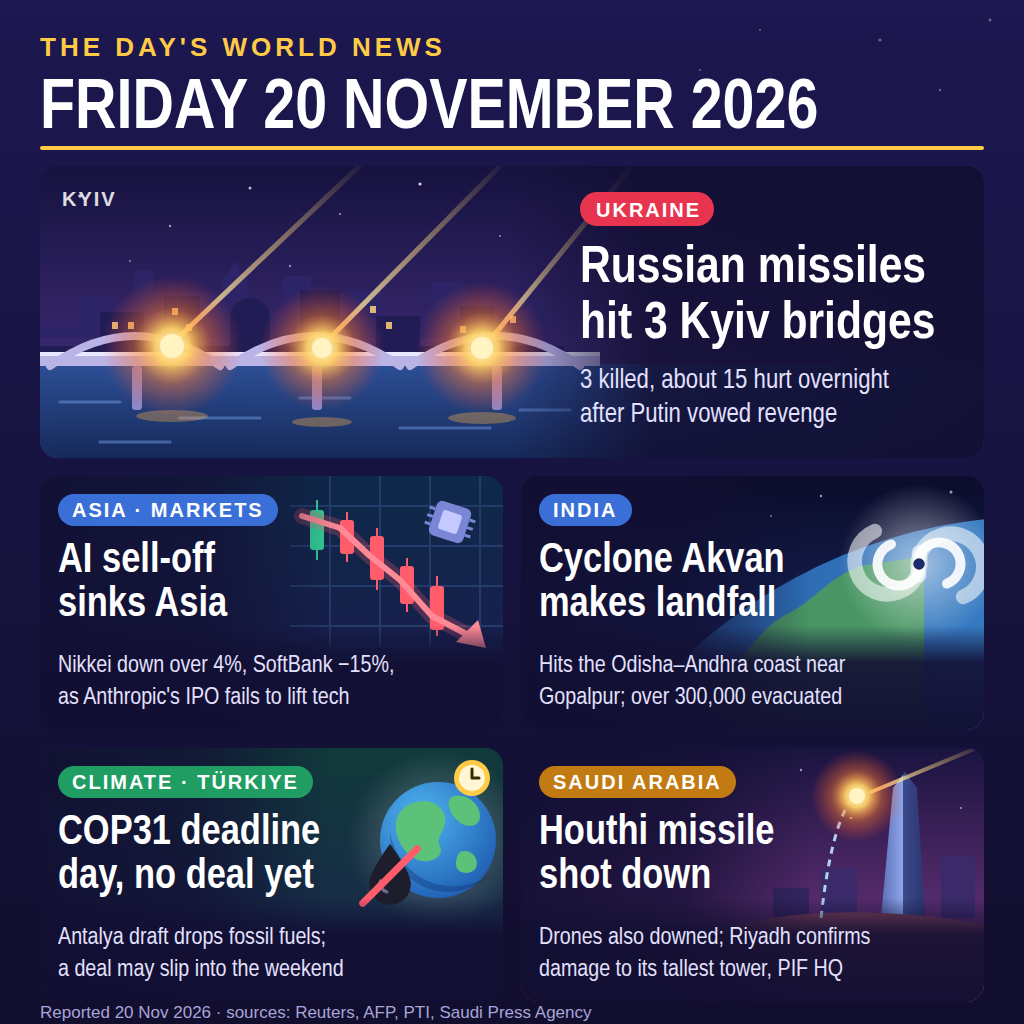 THE DAY'S WORLD NEWS
FRIDAY 20 NOVEMBER 2026
KYIV
UKRAINE
Russian missiles
hit 3 Kyiv bridges
3 killed, about 15 hurt overnight
after Putin vowed revenge
ASIA · MARKETS
AI sell-off
sinks Asia
Nikkei down over 4%, SoftBank −15%,
as Anthropic's IPO fails to lift tech
INDIA
Cyclone Akvan
makes landfall
Hits the Odisha–Andhra coast near
Gopalpur; over 300,000 evacuated
CLIMATE · TÜRKIYE
COP31 deadline
day, no deal yet
Antalya draft drops fossil fuels;
a deal may slip into the weekend
SAUDI ARABIA
Houthi missile
shot down
Drones also downed; Riyadh confirms
damage to its tallest tower, PIF HQ
Reported 20 Nov 2026 · sources: Reuters, AFP, PTI, Saudi Press Agency